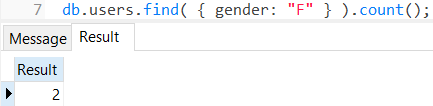 7 db.users.find( { gender: "F" } ).count();
Message Result
Result
2